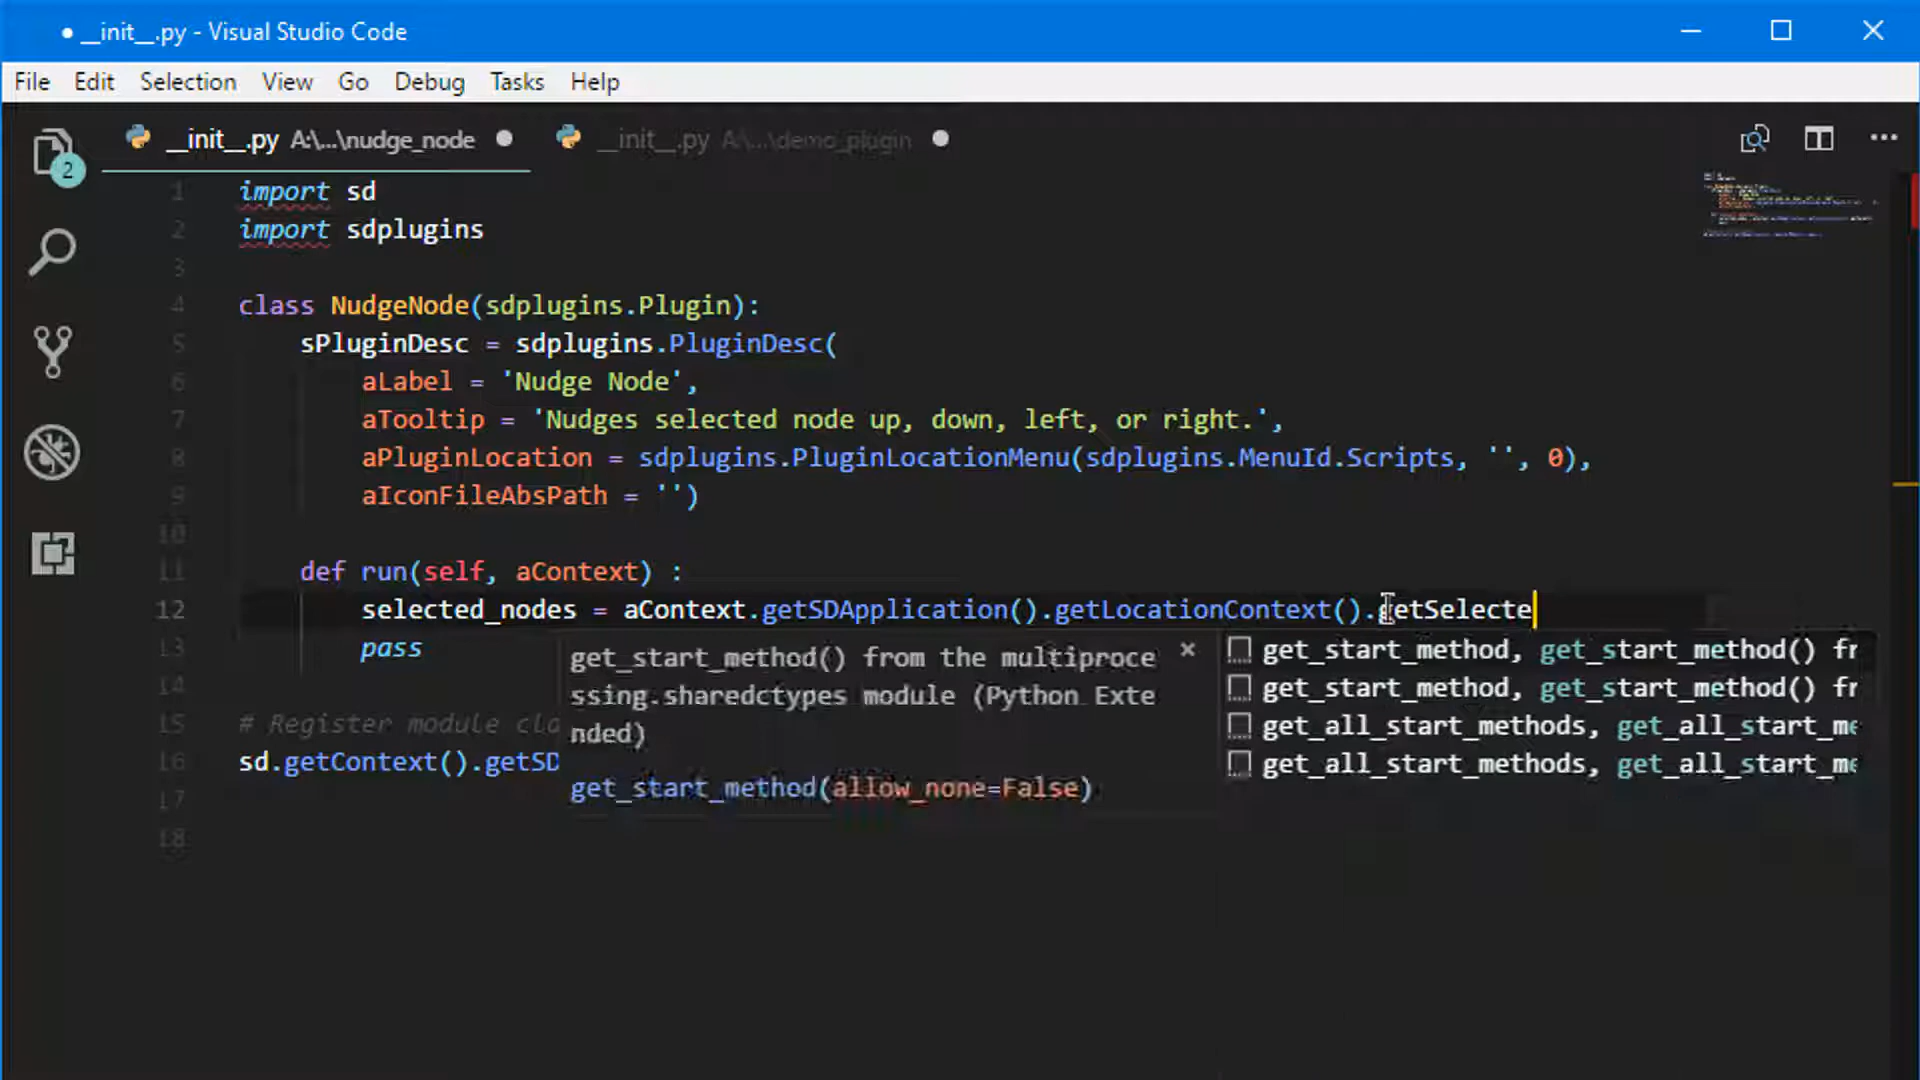 ● __init__.py - Visual Studio Code
File Edit Selection View Go Debug Tasks Help
2
__init__.py A:\...\nudge_node ● __init__.py A:\...\demo_plugin ●
1 import sd
2 import sdplugins
3
4 class NudgeNode(sdplugins.Plugin):
5 sPluginDesc = sdplugins.PluginDesc(
6 aLabel = 'Nudge Node',
7 aTooltip = 'Nudges selected node up, down, left, or right.',
8 aPluginLocation = sdplugins.PluginLocationMenu(sdplugins.MenuId.Scripts, '', 0),
9 aIconFileAbsPath = '')
10
11 def run(self, aContext) :
12 selected_nodes = aContext.getSDApplication().getLocationContext().getSelecte
13 pass
14
15 # Register module cla
16 sd.getContext().getSD
17
18
get_start_method() from the multiproce
ssing.sharedctypes module (Python Exte
nded)
get_start_method(allow_none=False)
get_start_method, get_start_method() fr
get_start_method, get_start_method() fr
get_all_start_methods, get_all_start_me
get_all_start_methods, get_all_start_me